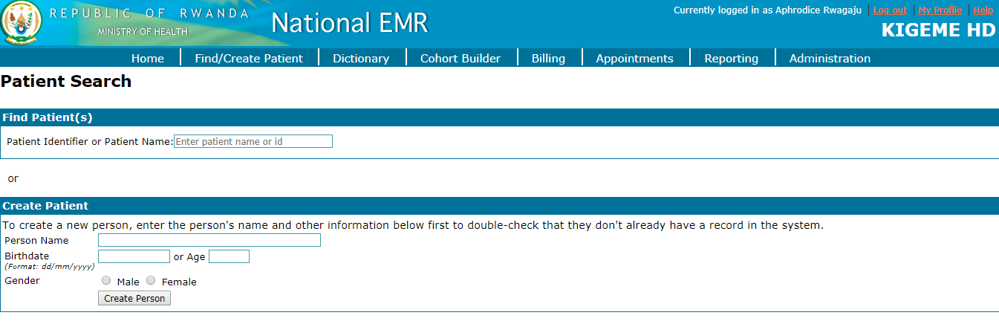 REPUBLIC OF RWANDA
MINISTRY OF HEALTH
National EMR
Currently logged in as Aphrodice Rwagaju | Log out | My Profile | Help
KIGEME HD
Home Find/Create Patient Dictionary Cohort Builder Billing Appointments Reporting Administration
Patient Search
Find Patient(s)
Patient Identifier or Patient Name: Enter patient name or id
or
Create Patient
To create a new person, enter the person's name and other information below first to double-check that they don't already have a record in the system.
Person Name
Birthdate or Age
(Format: dd/mm/yyyy)
Gender Male Female
Create Person